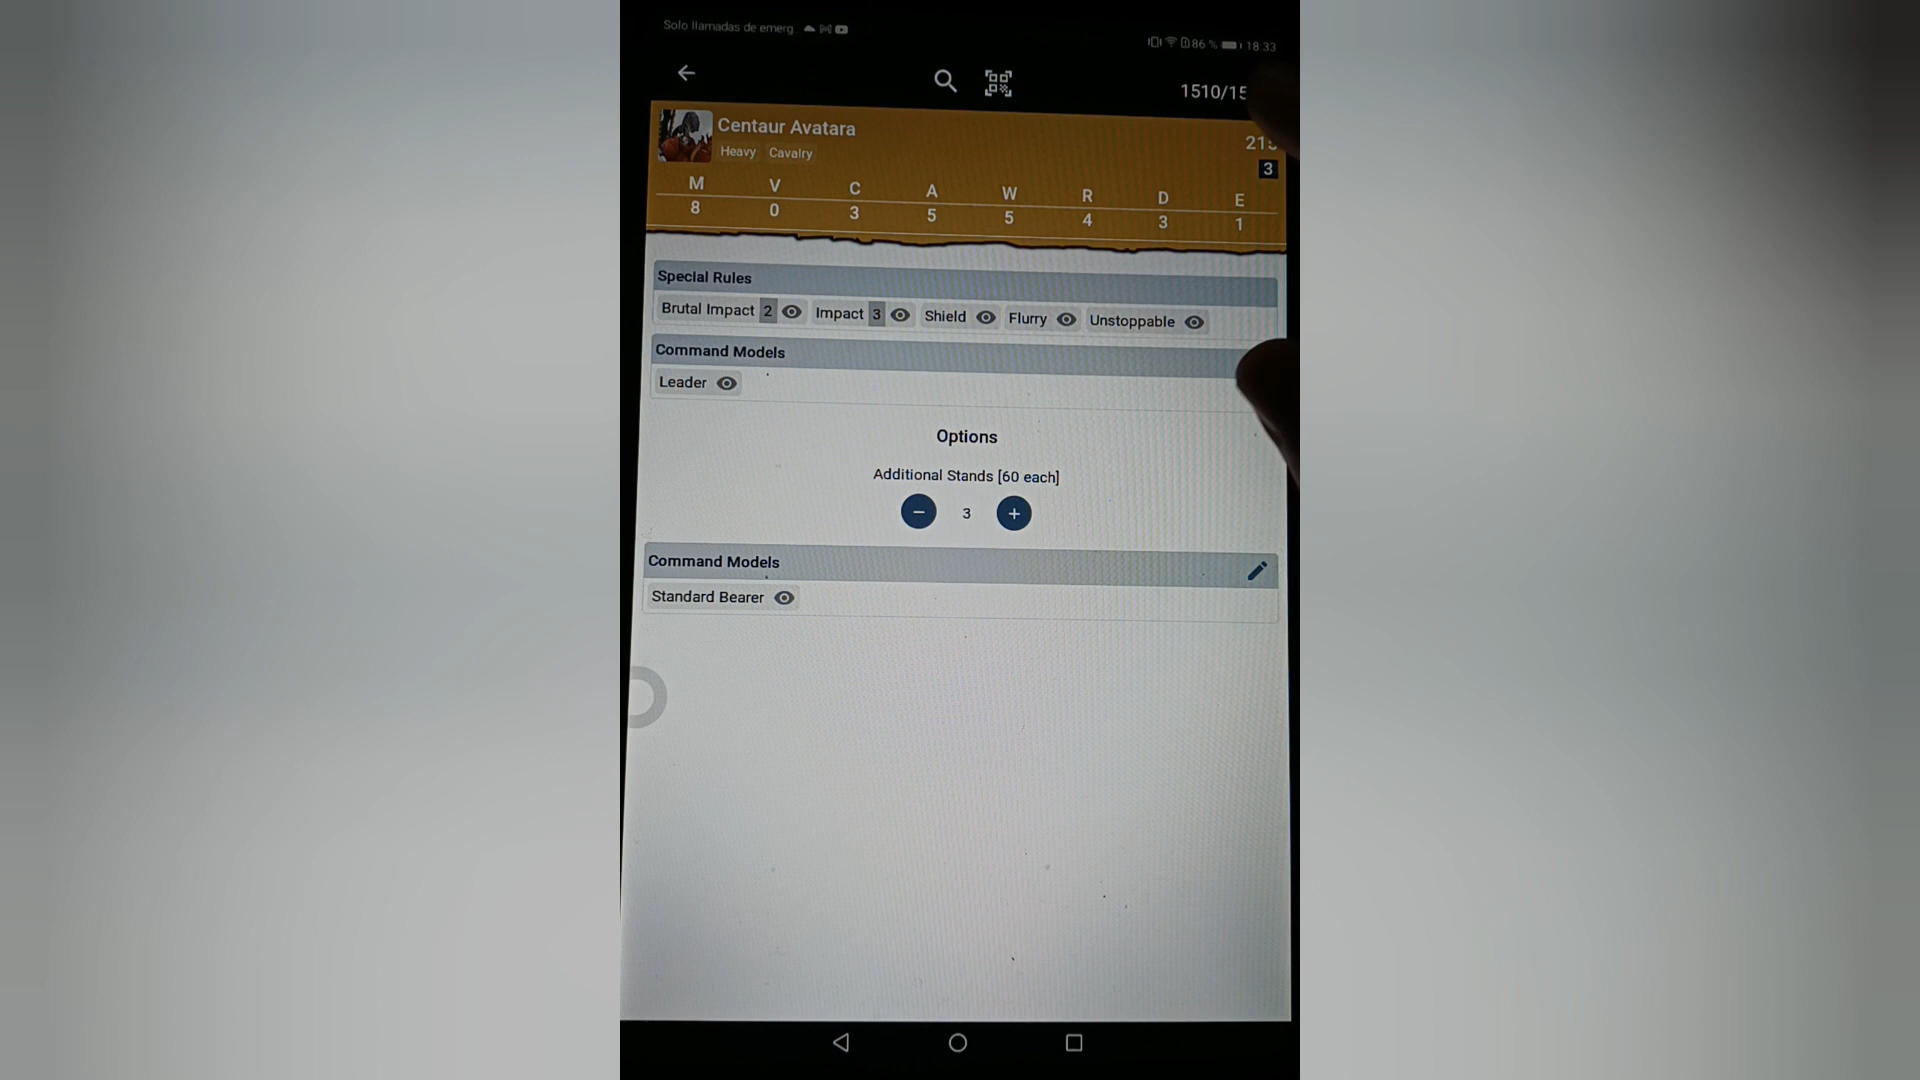 Solo llamadas de emerg
86 % 18:33
1510/15
Centaur Avatara
Heavy Cavalry
3
M V C A W R D E
8 0 3 5 5 4 3 1
Special Rules
Brutal Impact 2 Impact 3 Shield Flurry Unstoppable
Command Models
Leader
Options
Additional Stands [60 each]
− 3 +
Command Models
Standard Bearer